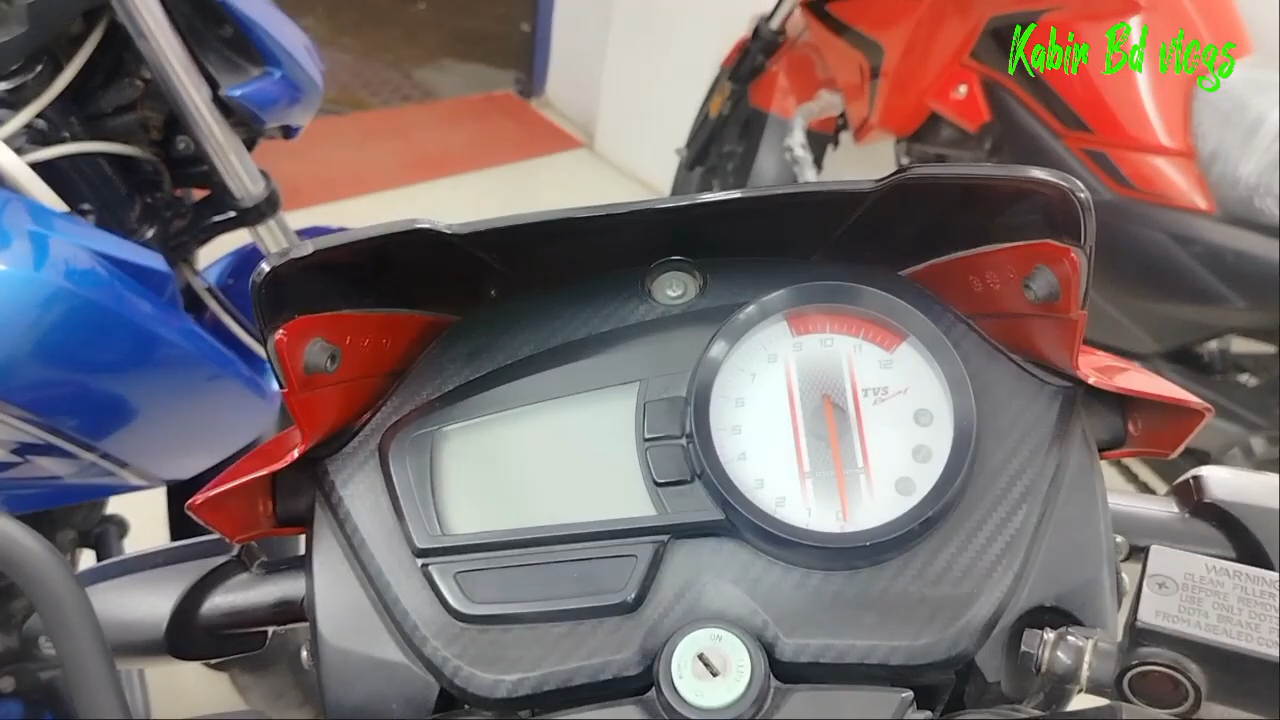 Kabir Bd vlogs
9 10 11
8 12
7
6
TVS
Racing
5
4
3
2
1 0
ON
WARNING
CLEAN FILLER
BEFORE REMOV
USE ONLY DOT
DOT4 BRAKE F
FROM A SEALED CO